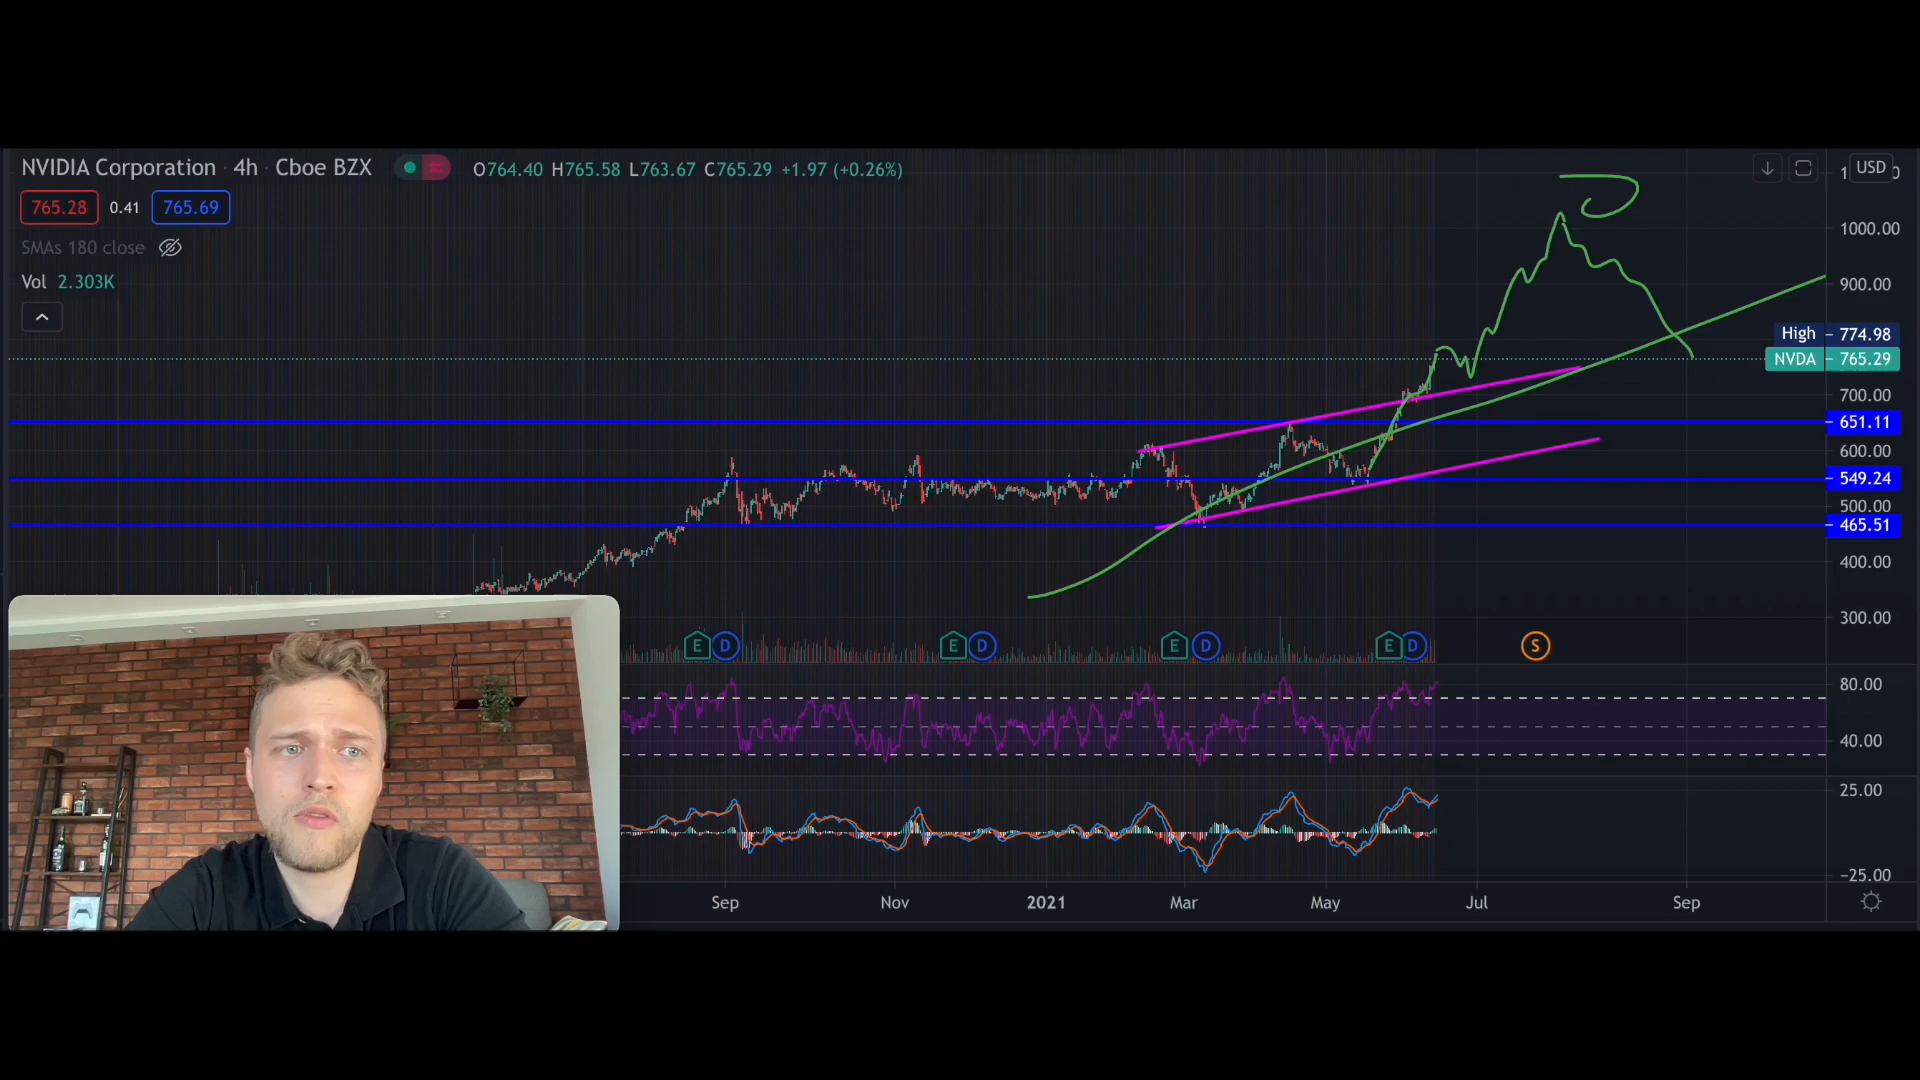 NVIDIA Corporation · 4h · Cboe BZX
O764.40 H765.58 L763.67 C765.29 +1.97 (+0.26%)
USD
765.28 0.41 765.69
SMAs 180 close
Vol 2.303K
1000.00
900.00
High 774.98
NVDA 765.29
700.00
651.11
600.00
549.24
500.00
465.51
400.00
300.00
E D E D E D E D S
80.00
40.00
25.00
−25.00
Sep Nov 2021 Mar May Jul Sep